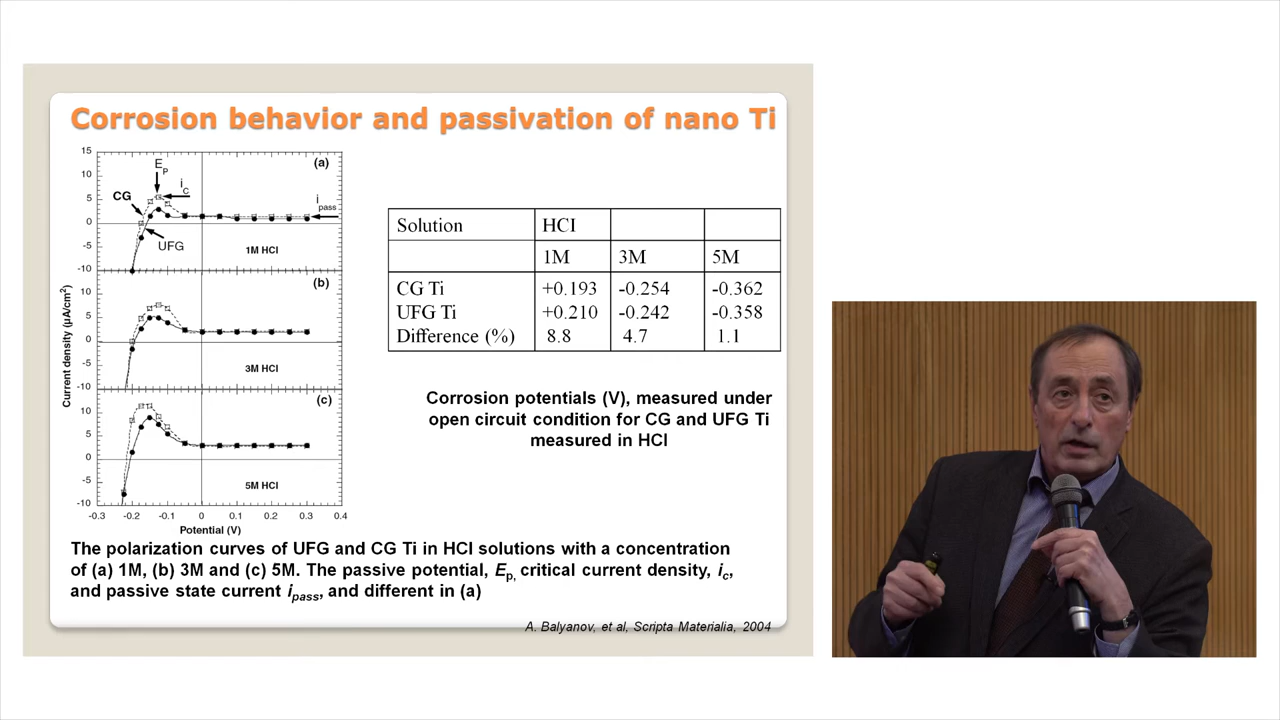 Corrosion behavior and passivation of nano Ti
15
10
5
0
-5
-10
(a)
Ep
ic
CG
ipass
UFG
1M HCl
10
5
0
-5
-10
(b)
3M HCl
10
5
0
-5
-10
(c)
5M HCl
Current density (µA/cm²)
-0.3 -0.2 -0.1 0 0.1 0.2 0.3 0.4
Potential (V)
Solution HCl
1M 3M 5M
CG Ti +0.193 -0.254 -0.362
UFG Ti +0.210 -0.242 -0.358
Difference (%) 8.8 4.7 1.1
Corrosion potentials (V), measured under
open circuit condition for CG and UFG Ti
measured in HCl
The polarization curves of UFG and CG Ti in HCl solutions with a concentration
of (a) 1M, (b) 3M and (c) 5M. The passive potential, Ep, critical current density, ic,
and passive state current ipass, and different in (a)
A. Balyanov, et al, Scripta Materialia, 2004